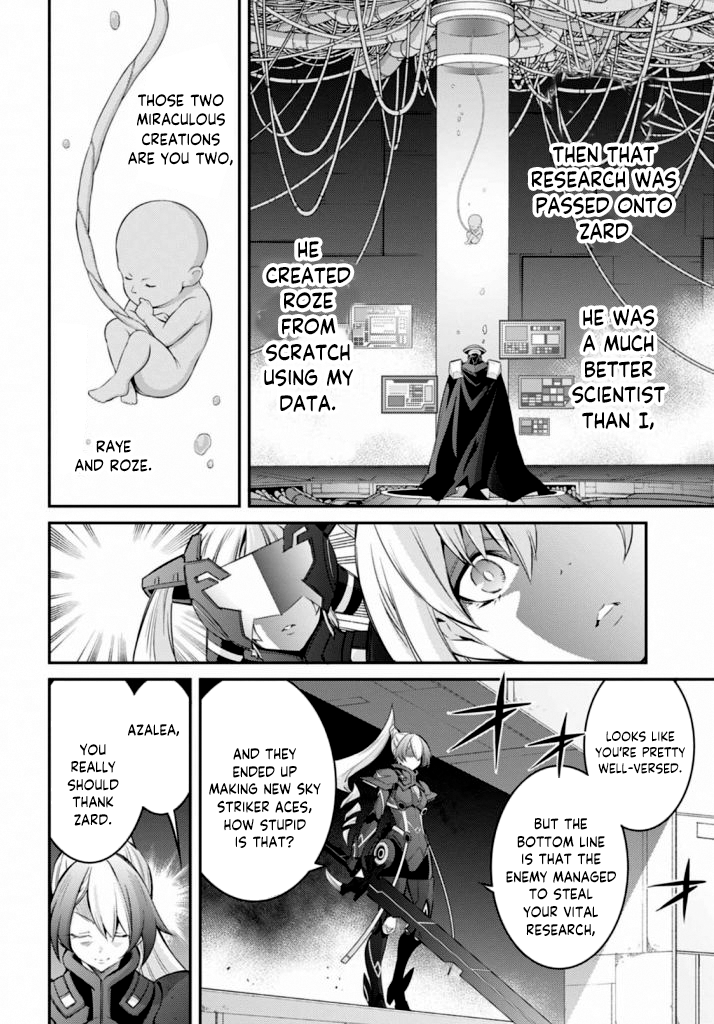 THEN THAT
RESEARCH WAS
PASSED ONTO
ZARD
HE WAS
A MUCH
BETTER
SCIENTIST
THAN I,
HE
CREATED
ROZE
FROM
SCRATCH
USING MY
DATA.
THOSE TWO
MIRACULOUS
CREATIONS
ARE YOU TWO,
RAYE
AND ROZE.
LOOKS LIKE
YOU'RE PRETTY
WELL-VERSED.
BUT THE
BOTTOM LINE
IS THAT THE
ENEMY MANAGED
TO STEAL
YOUR VITAL
RESEARCH,
AND THEY
ENDED UP
MAKING NEW SKY
STRIKER ACES,
HOW STUPID
IS THAT?
AZALEA,
YOU
REALLY
SHOULD
THANK
ZARD.